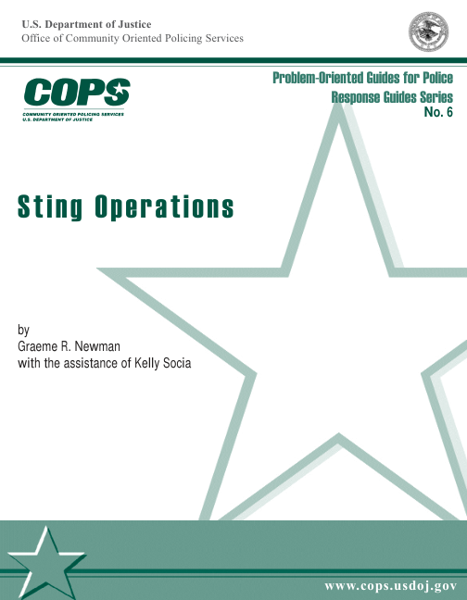 U.S. Department of Justice
Office of Community Oriented Policing Services
COPS
COMMUNITY ORIENTED POLICING SERVICES
U.S. DEPARTMENT OF JUSTICE
Problem-Oriented Guides for Police
Response Guides Series
No. 6
Sting Operations
by
Graeme R. Newman
with the assistance of Kelly Socia
www.cops.usdoj.gov